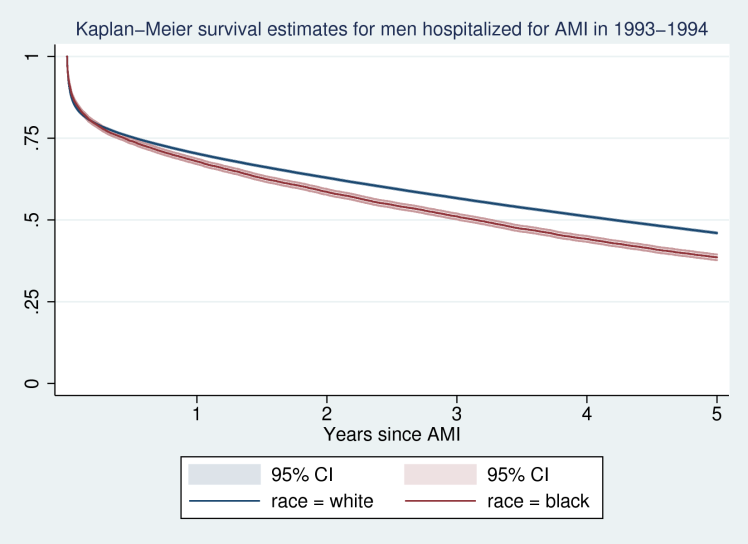 Kaplan–Meier survival estimates for men hospitalized for AMI in 1993–1994
1
.75
.5
.25
0
1 2 3 4 5
Years since AMI
95% CI 95% CI
race = white race = black